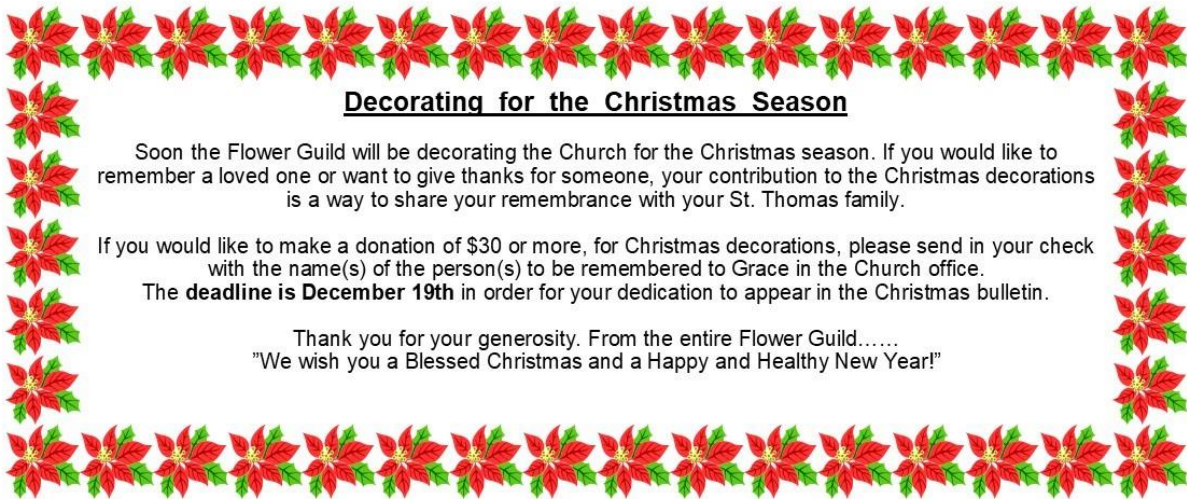 Decorating for the Christmas Season
Soon the Flower Guild will be decorating the Church for the Christmas season. If you would like to
remember a loved one or want to give thanks for someone, your contribution to the Christmas decorations
is a way to share your remembrance with your St. Thomas family.
If you would like to make a donation of $30 or more, for Christmas decorations, please send in your check
with the name(s) of the person(s) to be remembered to Grace in the Church office.
The deadline is December 19th in order for your dedication to appear in the Christmas bulletin.
Thank you for your generosity. From the entire Flower Guild……
”We wish you a Blessed Christmas and a Happy and Healthy New Year!”